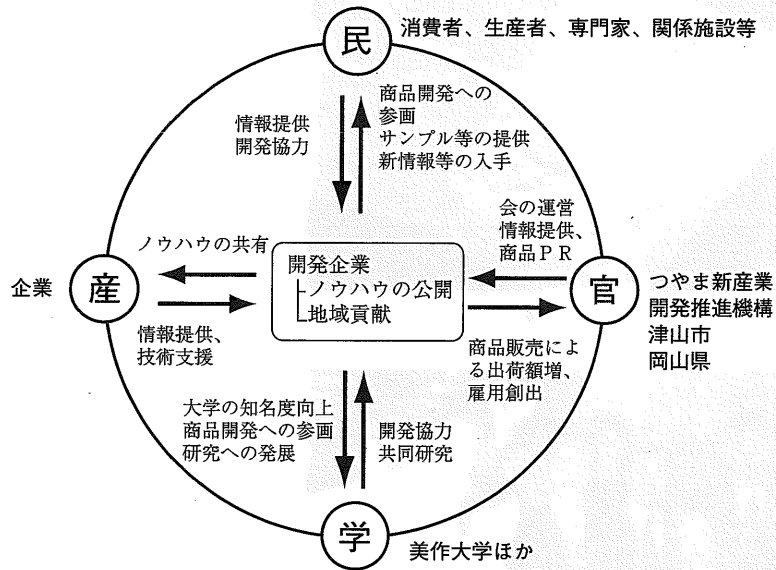 民
消費者、生産者、専門家、関係施設等
情報提供
開発協力
商品開発への
参画
サンプル等の提供
新情報等の入手
会の運営
情報提供、
商品PR
ノウハウの共有
企業
産
開発企業
ノウハウの公開
地域貢献
官
つやま新産業
開発推進機構
津山市
岡山県
情報提供、
技術支援
商品販売によ
る出荷額増、
雇用創出
大学の知名度向上
商品開発への参画
研究への発展
開発協力
共同研究
学
美作大学ほか